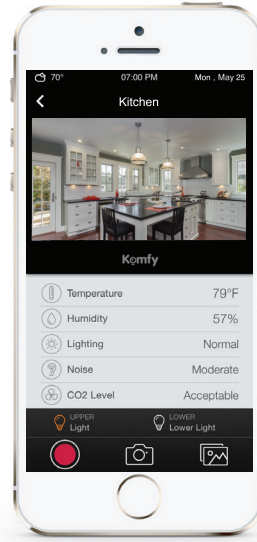 70° 07:00 PM Mon , May 25
Kitchen
Komfy
Temperature 79°F
Humidity 57%
Lighting Normal
Noise Moderate
CO2 Level Acceptable
UPPER LOWER
Light Lower Light